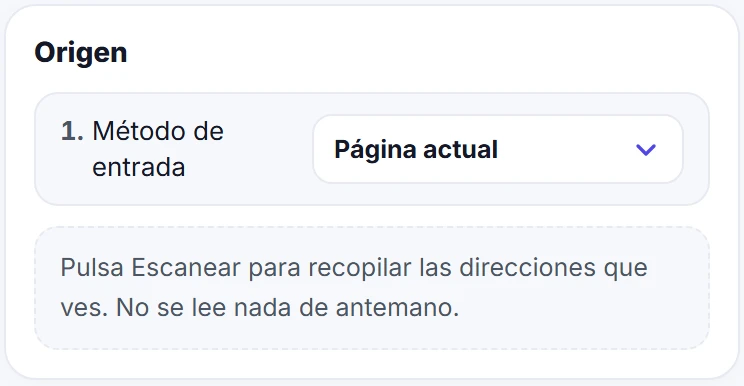 Origen
1. Método de
entrada
Página actual
Pulsa Escanear para recopilar las direcciones que
ves. No se lee nada de antemano.